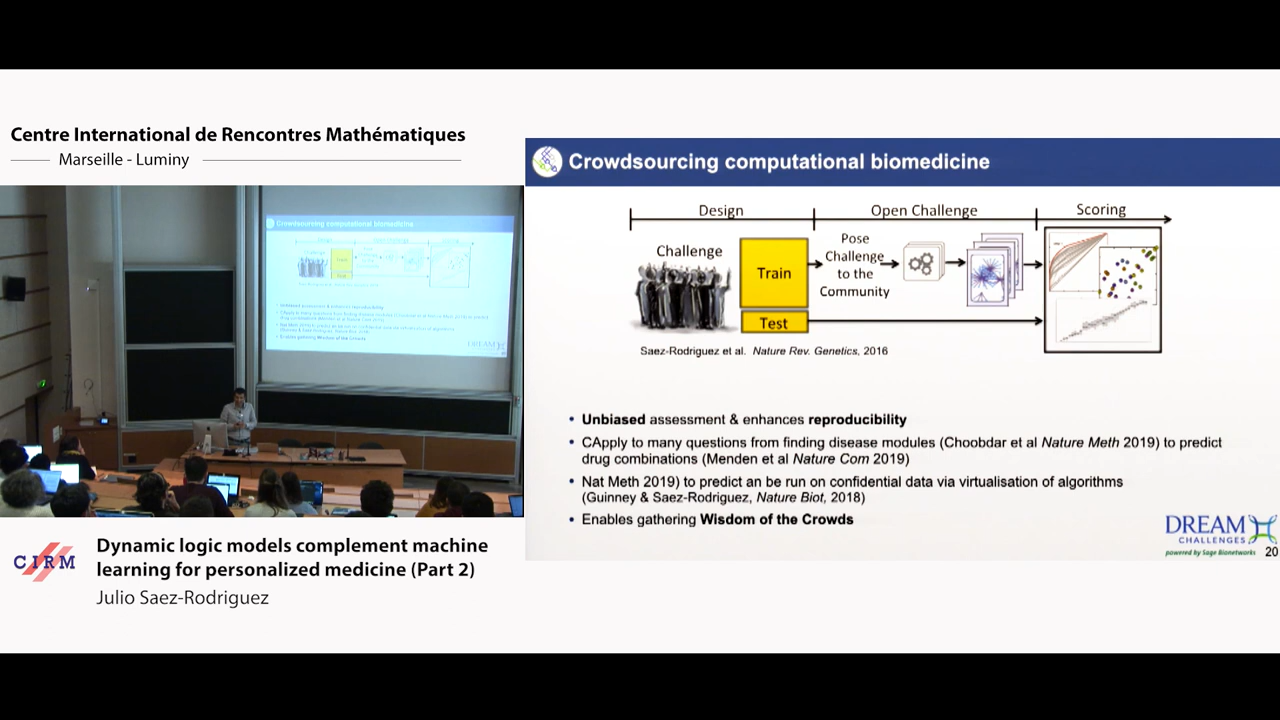 Centre International de Rencontres Mathématiques
Marseille - Luminy
Crowdsourcing computational biomedicine
Design
Open Challenge
Scoring
Challenge
Train
Test
Pose
Challenge
to the
Community
Saez-Rodriguez et al. Nature Rev. Genetics, 2016
• Unbiased assessment & enhances reproducibility
• CApply to many questions from finding disease modules (Choobdar et al Nature Meth 2019) to predict
drug combinations (Menden et al Nature Com 2019)
• Nat Meth 2019) to predict an be run on confidential data via virtualisation of algorithms
(Guinney & Saez-Rodriguez, Nature Biot, 2018)
• Enables gathering Wisdom of the Crowds
DREAM
CHALLENGES
powered by Sage Bionetworks
20
CIRM
Dynamic logic models complement machine
learning for personalized medicine (Part 2)
Julio Saez-Rodriguez
Crowdsourcing computational biomedicine